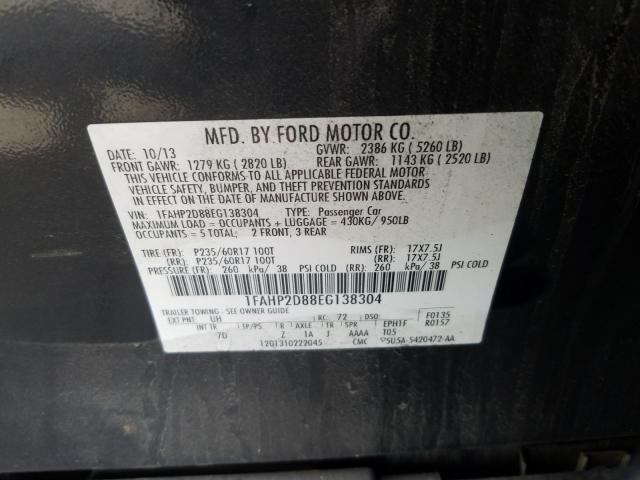 MFD. BY FORD MOTOR CO.
DATE: 10/13 GVWR: 2386 KG ( 5260 LB)
FRONT GAWR: 1279 KG ( 2820 LB) REAR GAWR: 1143 KG ( 2520 LB)
THIS VEHICLE CONFORMS TO ALL APPLICABLE FEDERAL MOTOR
VEHICLE SAFETY, BUMPER, AND THEFT PREVENTION STANDARDS
IN EFFECT ON THE DATE OF MANUFACTURE SHOWN ABOVE.
VIN: 1FAHP2D88EG138304 TYPE: Passenger Car
MAXIMUM LOAD = OCCUPANTS + LUGGAGE = 430KG/ 950LB
OCCUPANTS = 5 TOTAL; 2 FRONT, 3 REAR
TIRE (FR): P235/60R17 100T RIMS (FR): 17X7.5J
(RR): P235/60R17 100T (RR): 17X7.5J
PRESSURE (FR): 260 kPa/ 38 PSI COLD (RR): 260 kPa/ 38 PSI COLD
1FAHP2D88EG138304
TRAILER TOWING - SEE OWNER GUIDE
EXT PNT: UH RC: 72 DSO: F0135
INT TR TP/PS R AXLE TR SPR EPH1F R0157
7D Z 1A J AAAA T05
12G1310222045 CMC 5U5A-5420472-AA